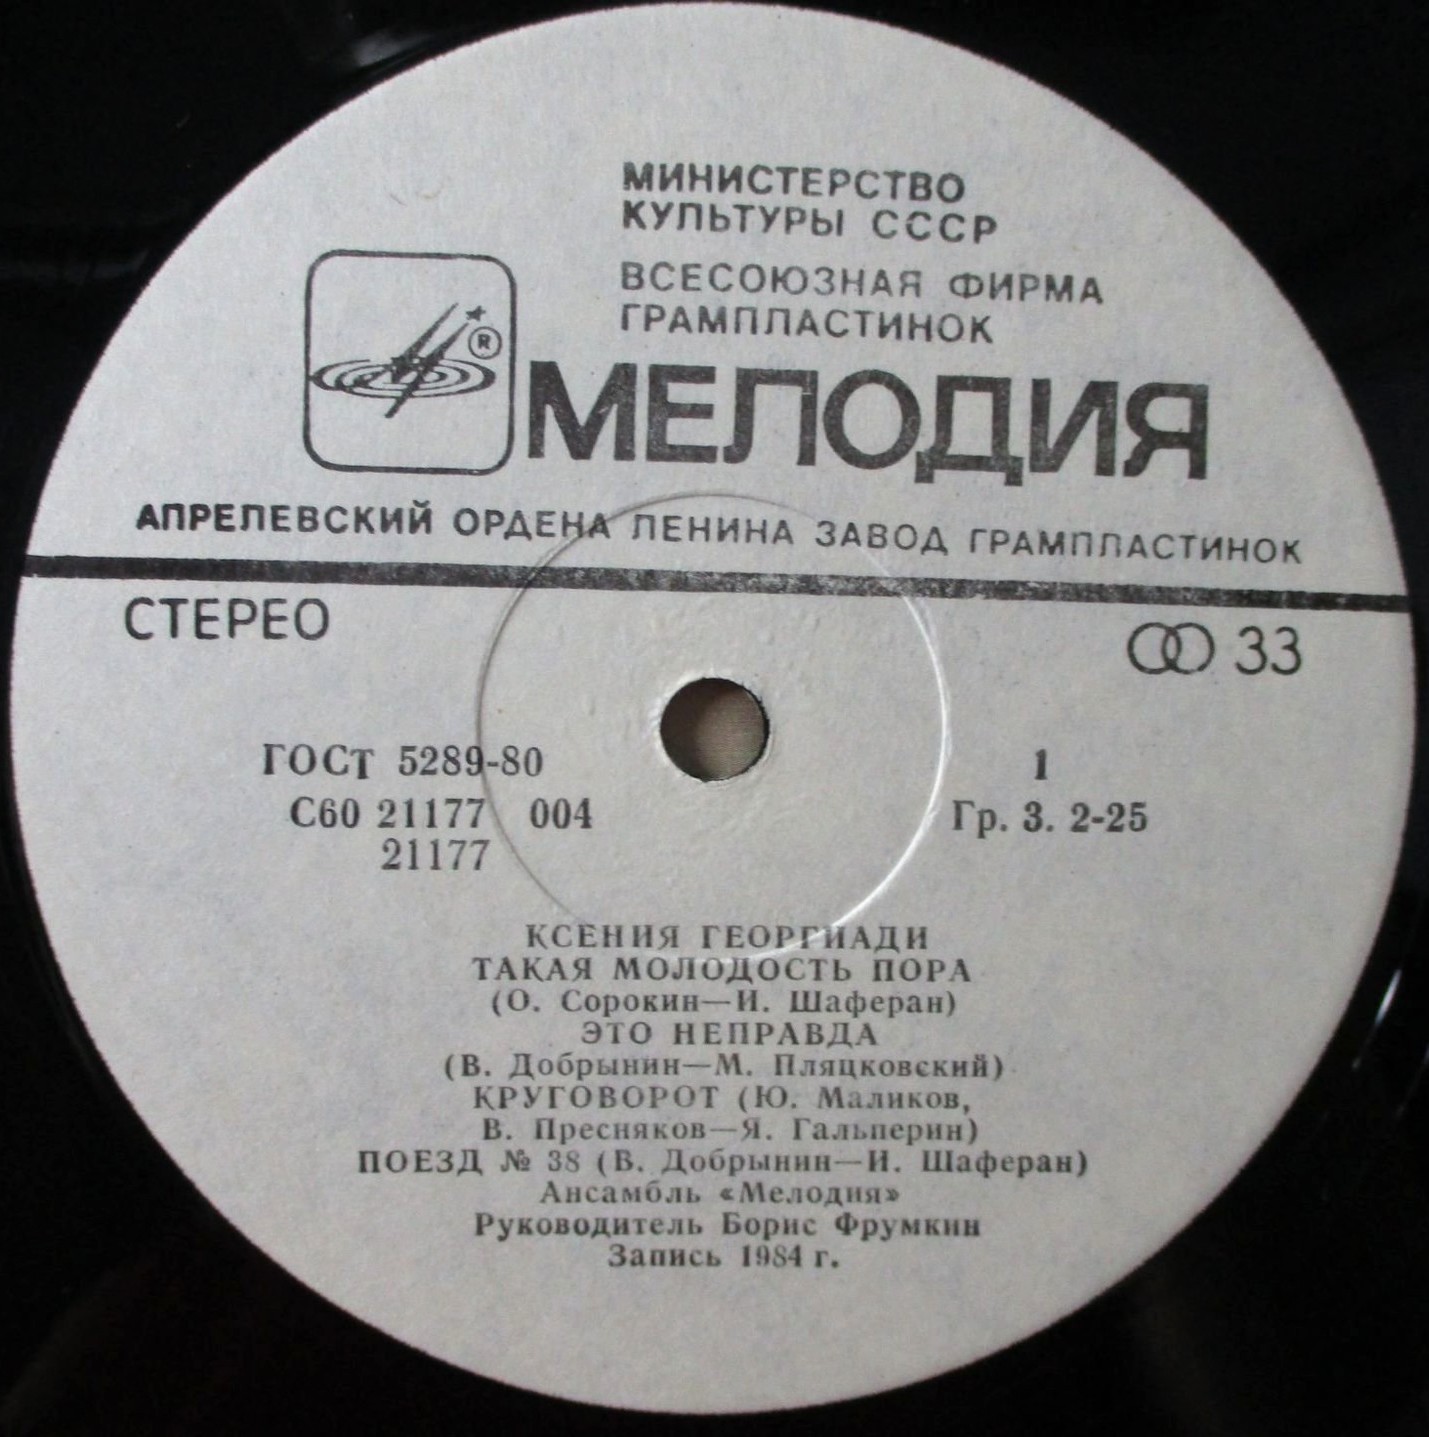 МИНИСТЕРСТВО
КУЛЬТУРЫ СССР
ВСЕСОЮЗНАЯ ФИРМА
ГРАМПЛАСТИНОК
®
МЕЛОДИЯ
АПРЕЛЕВСКИЙ ОРДЕНА ЛЕНИНА ЗАВОД ГРАМПЛАСТИНОК
СТЕРЕО
33
ГОСТ 5289-80
1
С60 21177 004
Гр. 3. 2-25
21177
КСЕНИЯ ГЕОРГИАДИ
ТАКАЯ МОЛОДОСТЬ ПОРА
(О. Сорокин—И. Шаферан)
ЭТО НЕПРАВДА
(В. Добрынин—М. Пляцковский)
КРУГОВОРОТ (Ю. Маликов,
В. Пресняков—Я. Гальперин)
ПОЕЗД № 38 (В. Добрынин—И. Шаферан)
Ансамбль «Мелодия»
Руководитель Борис Фрумкин
Запись 1984 г.